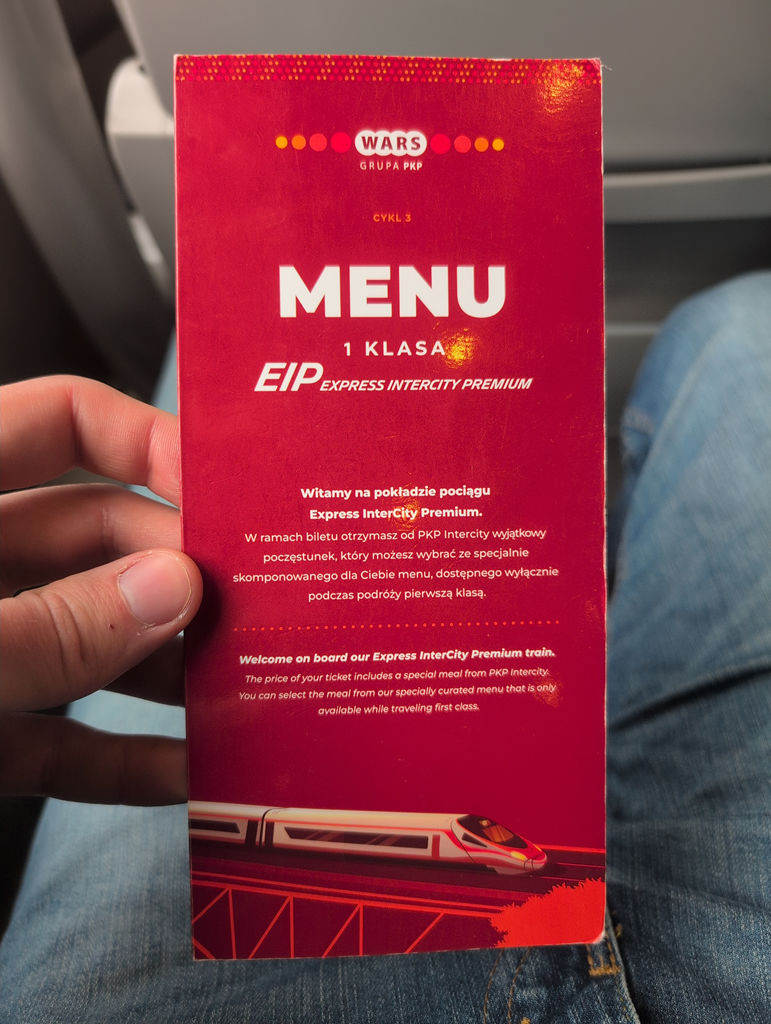 WARS
GRUPA PKP
CYKL 3
MENU
1 KLASA
EIP EXPRESS INTERCITY PREMIUM
Witamy na pokładzie pociągu
Express InterCity Premium.
W ramach biletu otrzymasz od PKP Intercity wyjątkowy
poczęstunek, który możesz wybrać ze specjalnie
skomponowanego dla Ciebie menu, dostępnego wyłącznie
podczas podróży pierwszą klasą.
Welcome on board our Express InterCity Premium train.
The price of your ticket includes a special meal from PKP Intercity.
You can select the meal from our specially curated menu that is only
available while traveling first class.